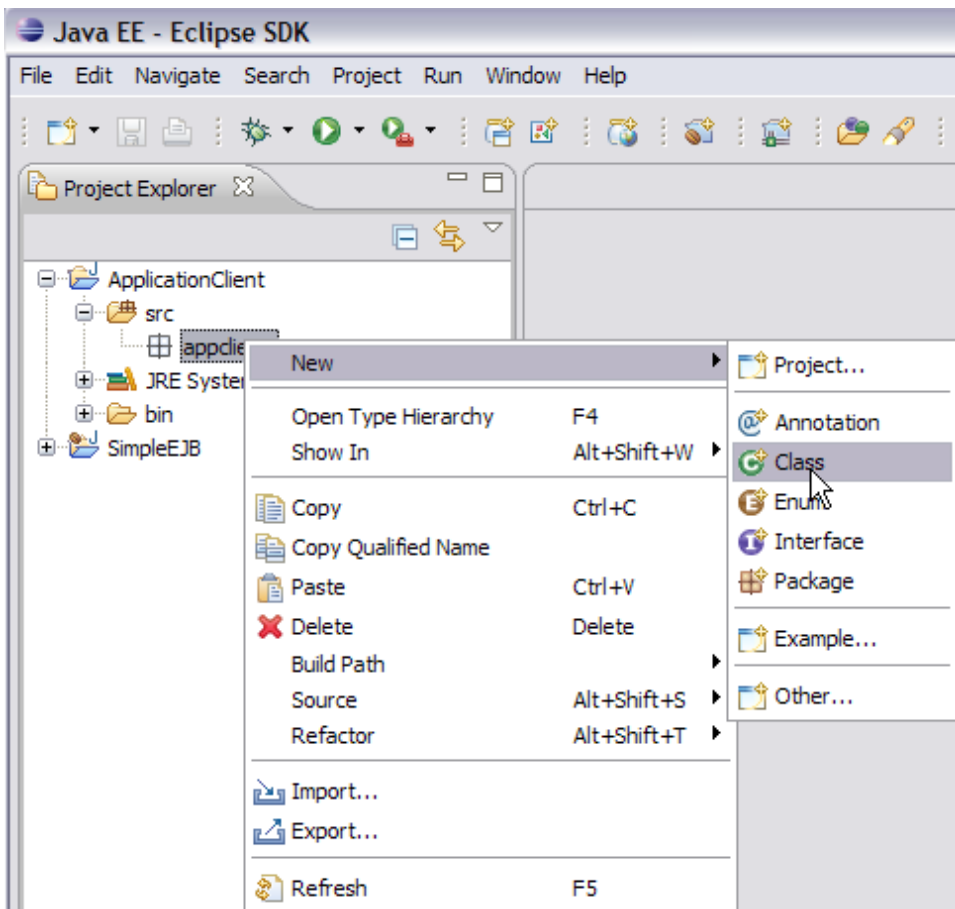 Java EE - Eclipse SDK
File Edit Navigate Search Project Run Window Help
Project Explorer
ApplicationClient
src
JRE
bin
SimpleEJB
New
Open Type Hierarchy F4
Show In Alt+Shift+W
Copy Ctrl+C
Copy Qualified Name
Paste Ctrl+V
Delete Delete
Build Path
Source Alt+Shift+S
Refactor Alt+Shift+T
Import...
Export...
Refresh F5
Project...
Annotation
Class
Enum
Interface
Package
Example...
Other...